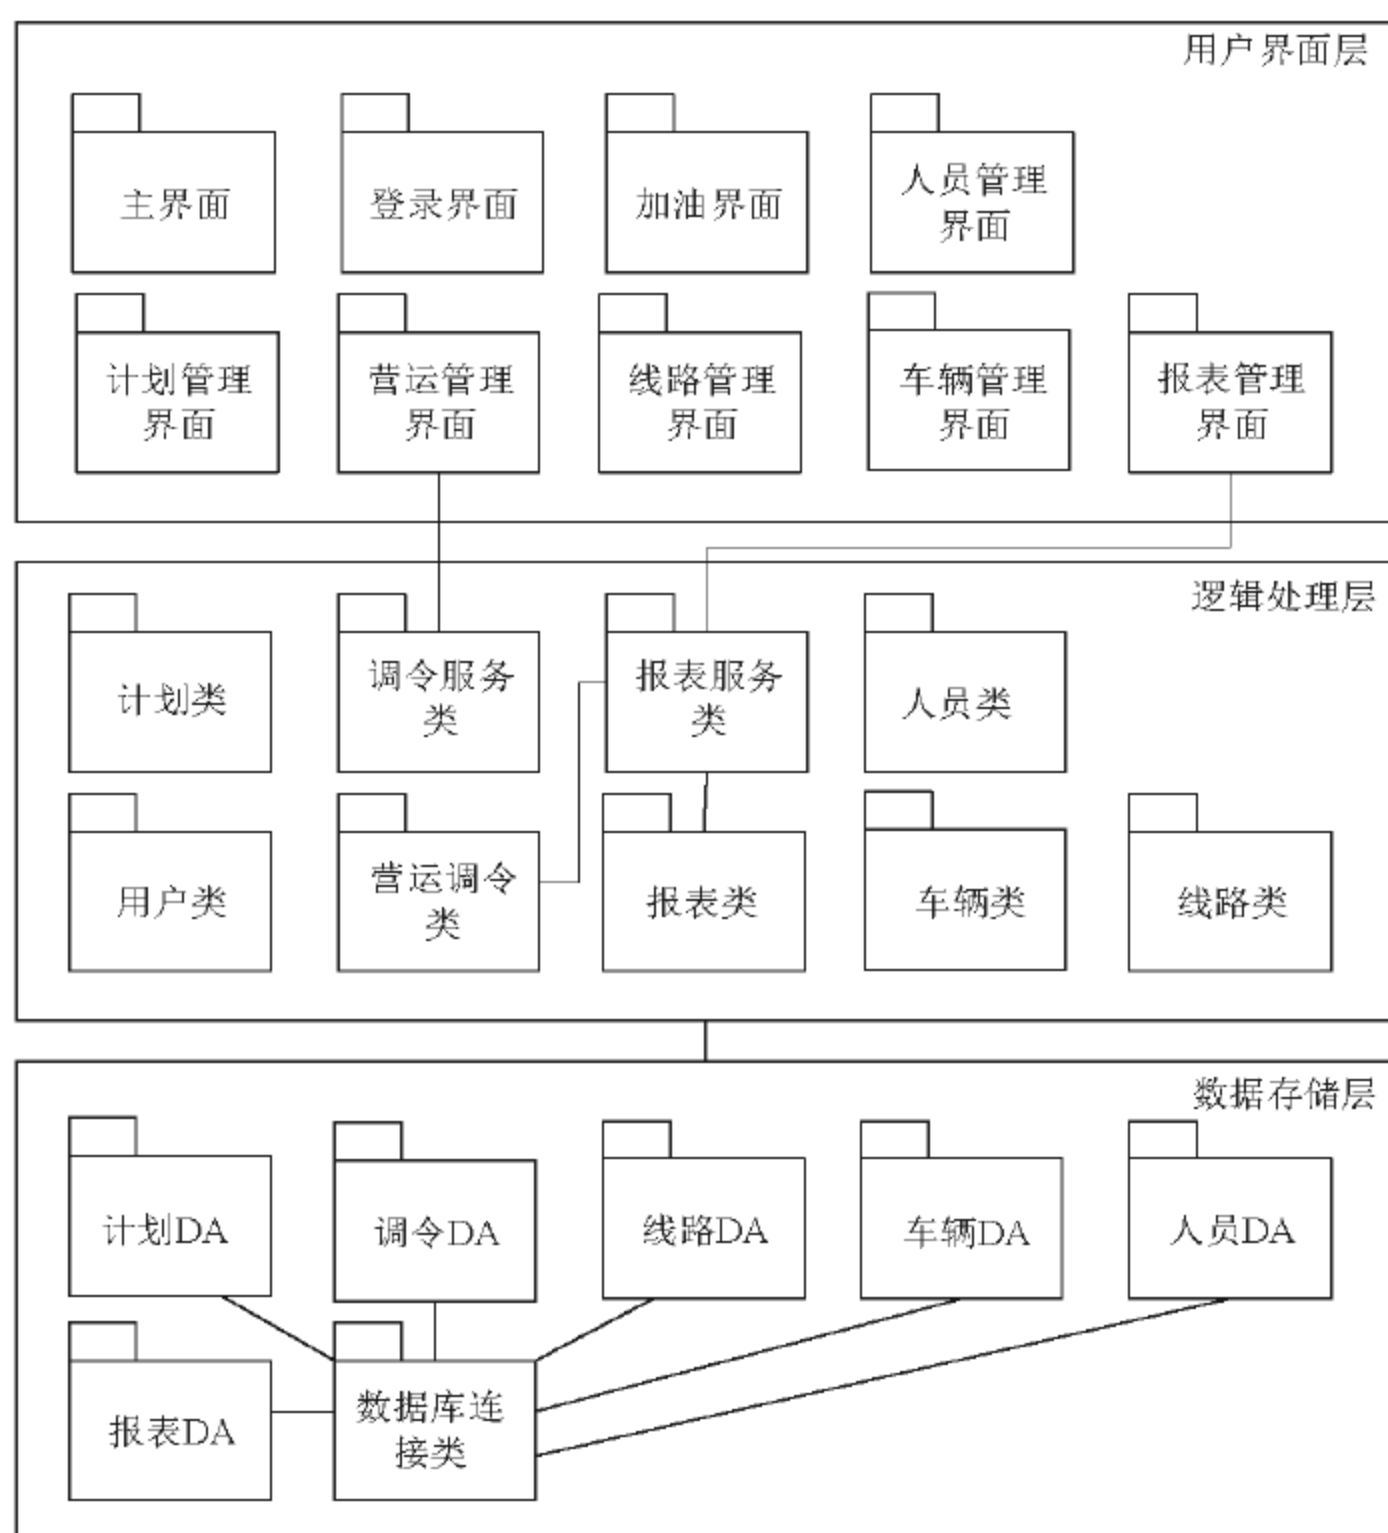 用户界面层
主界面
登录界面
加油界面
人员管理
界面
计划管理
界面
营运管理
界面
线路管理
界面
车辆管理
界面
报表管理
界面
逻辑处理层
计划类
调令服务
类
报表服务
类
人员类
用户类
营运调令
类
报表类
车辆类
线路类
数据存储层
计划DA
调令DA
线路DA
车辆DA
人员DA
报表DA
数据库连
接类